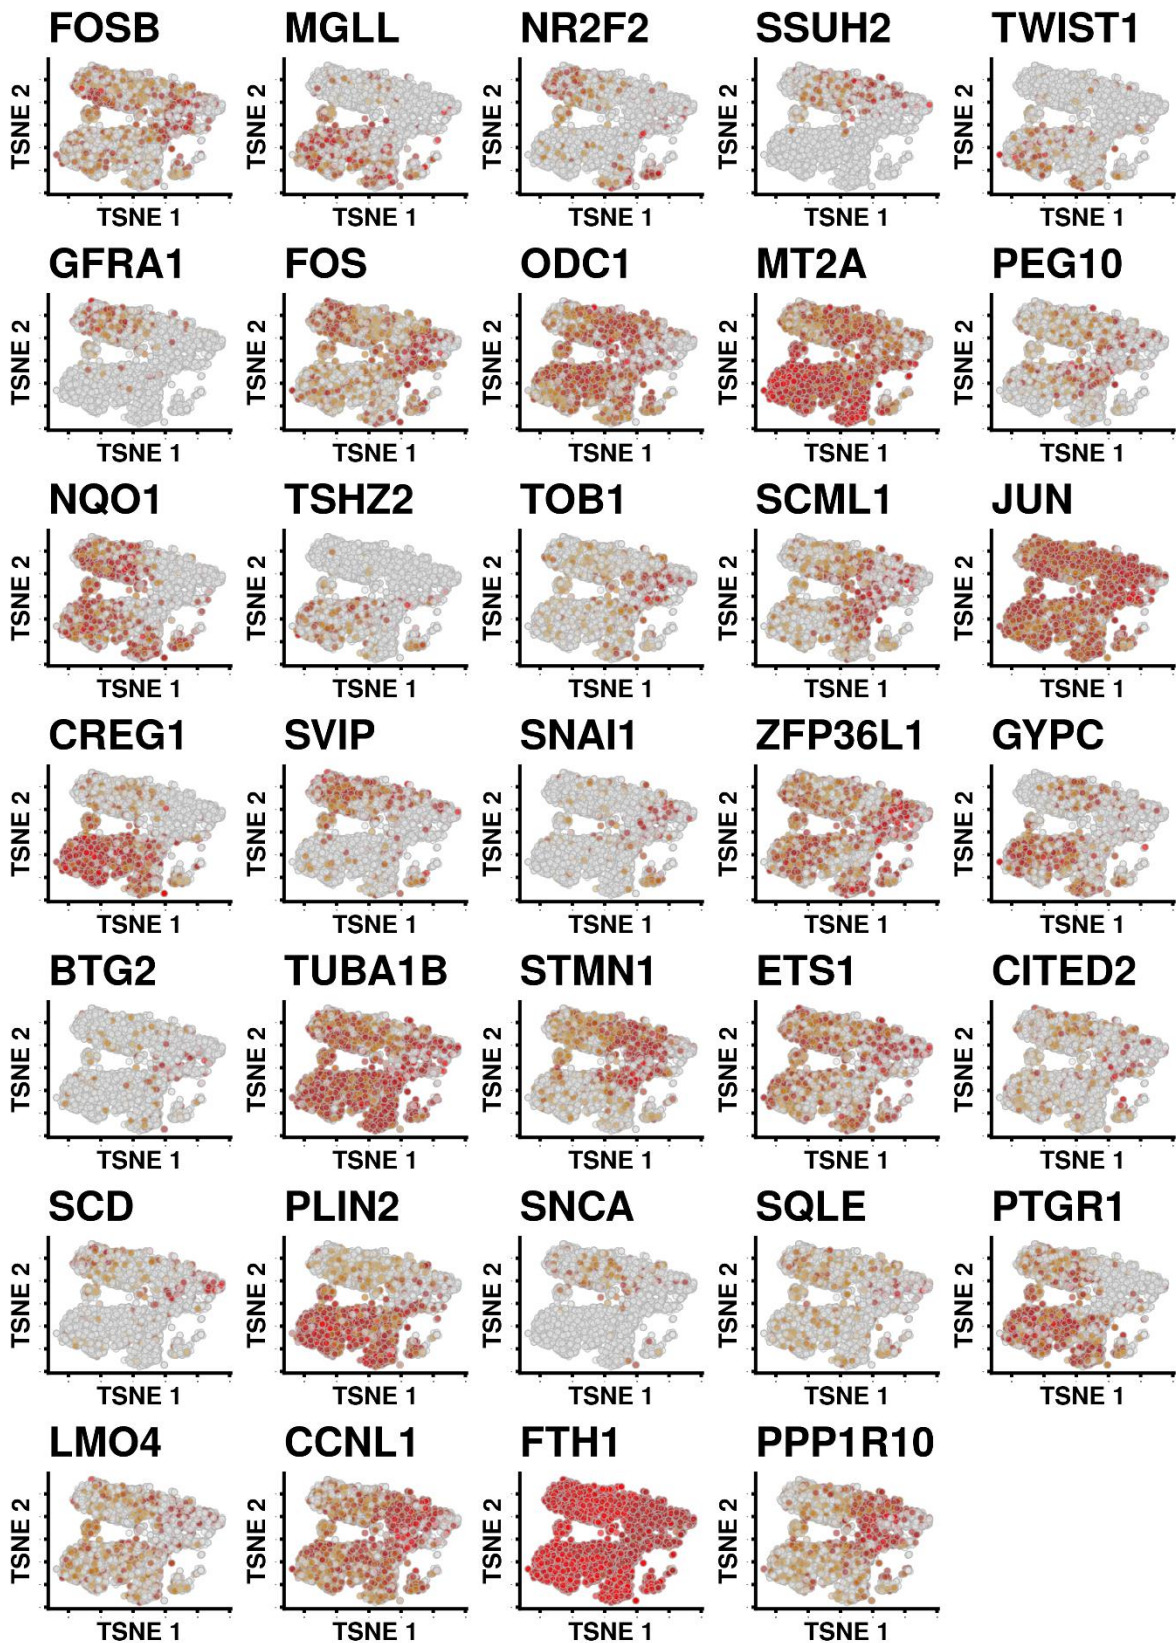 FOSB MGLL NR2F2 SSUH2 TWIST1
TSNE 2 TSNE 2 TSNE 2 TSNE 2 TSNE 2
TSNE 1 TSNE 1 TSNE 1 TSNE 1 TSNE 1
GFRA1 FOS ODC1 MT2A PEG10
TSNE 2 TSNE 2 TSNE 2 TSNE 2 TSNE 2
TSNE 1 TSNE 1 TSNE 1 TSNE 1 TSNE 1
NQO1 TSHZ2 TOB1 SCML1 JUN
TSNE 2 TSNE 2 TSNE 2 TSNE 2 TSNE 2
TSNE 1 TSNE 1 TSNE 1 TSNE 1 TSNE 1
CREG1 SVIP SNAI1 ZFP36L1 GYPC
TSNE 2 TSNE 2 TSNE 2 TSNE 2 TSNE 2
TSNE 1 TSNE 1 TSNE 1 TSNE 1 TSNE 1
BTG2 TUBA1B STMN1 ETS1 CITED2
TSNE 2 TSNE 2 TSNE 2 TSNE 2 TSNE 2
TSNE 1 TSNE 1 TSNE 1 TSNE 1 TSNE 1
SCD PLIN2 SNCA SQLE PTGR1
TSNE 2 TSNE 2 TSNE 2 TSNE 2 TSNE 2
TSNE 1 TSNE 1 TSNE 1 TSNE 1 TSNE 1
LMO4 CCNL1 FTH1 PPP1R10
TSNE 2 TSNE 2 TSNE 2 TSNE 2
TSNE 1 TSNE 1 TSNE 1 TSNE 1